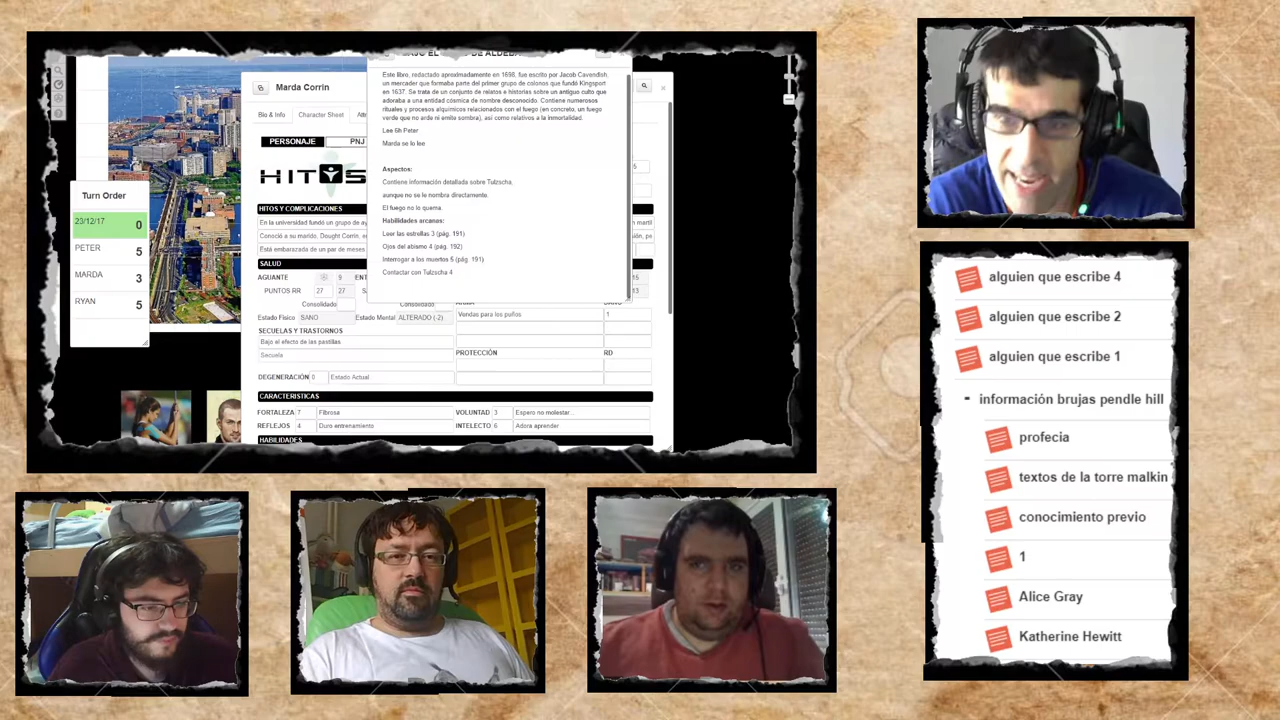 Turn Order
23/12/17 0
PETER 5
MARDA 3
RYAN 5
Marda Corrin
Bio & Info
Character Sheet
PERSONAJE
PNJ
HITOS
HITOS Y COMPLICACIONES
En la universidad fundó un grupo de
Conoció a su marido, Dought Corrin,
Está embarazada de un par de meses
SALUD
AGUANTE 9
PUNTOS RR 27 27
Consolidado
Consolidado
Estado Físico SANO
Estado Mental ALTERADO (-2)
SECUELAS Y TRASTORNOS
Bajo el efecto de las pastillas
Secuela
DEGENERACIÓN 0 Estado Actual
Vendas para los puños 1
PROTECCIÓN RD
CARACTERISTICAS
FORTALEZA 7 Fibrosa
VOLUNTAD 3 Espero no molestar...
REFLEJOS 4 Duro entrenamiento
INTELECTO 6 Adora aprender
HABILIDADES
Este libro, redactado aproximadamente en 1698, fue escrito por Jacob Cavendish,
un mercader que formaba parte del primer grupo de colonos que fundó Kingsport
en 1637. Se trata de un conjunto de relatos e historias sobre un antiguo culto que
adoraba a una entidad cósmica de nombre desconocido. Contiene numerosos
rituales y procesos alquímicos relacionados con el fuego (en concreto, un fuego
verde que no arde ni emite sombra), así como relativos a la inmortalidad.
Lee 6h Peter
Marda se lo lee
Aspectos:
Contiene información detallada sobre Tulzscha,
aunque no se le nombra directamente.
El fuego no lo quema.
Habilidades arcanas:
Leer las estrellas 3 (pág. 191)
Ojos del abismo 4 (pág. 192)
Interrogar a los muertos 5 (pág. 191)
Contactar con Tulzscha 4
alguien que escribe 4
alguien que escribe 2
alguien que escribe 1
- información brujas pendle hill
profecia
textos de la torre malkin
conocimiento previo
1
Alice Gray
Katherine Hewitt